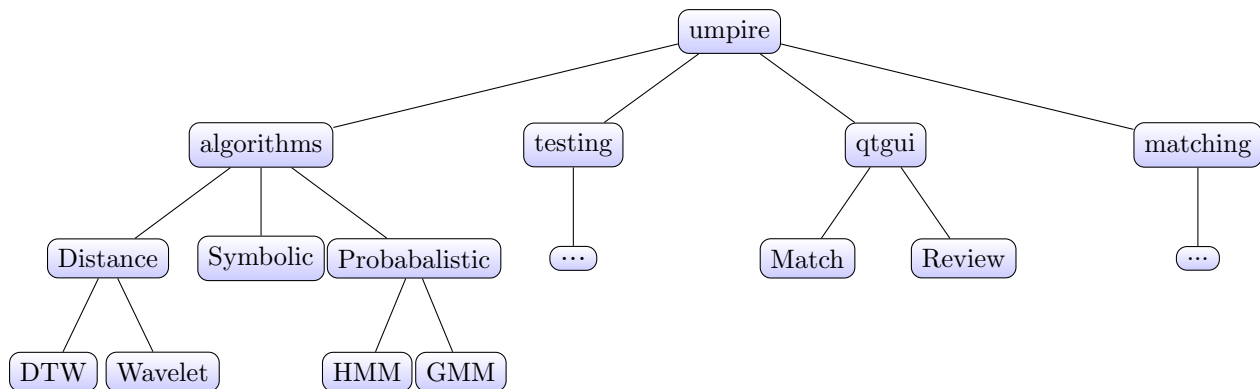 umpire
algorithms testing qtgui matching
Distance Symbolic Probabalistic ... Match Review ...
DTW Wavelet HMM GMM